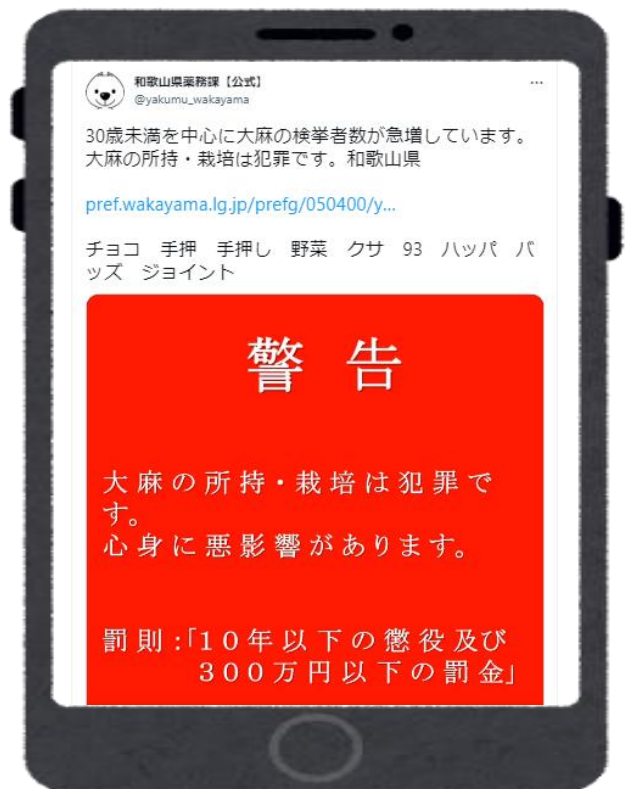 和歌山県薬務課【公式】
@yakumu_wakayama
30歳未満を中心に大麻の検挙者数が急増しています。
大麻の所持・栽培は犯罪です。和歌山県
pref.wakayama.lg.jp/prefg/050400/y...
チョコ 手押 手押し 野菜 クサ 93 ハッパ バ
ッズ ジョイント
警 告
大麻の所持・栽培は犯罪で
す。
心身に悪影響があります。
罰則:「10年以下の懲役及び
300万円以下の罰金」